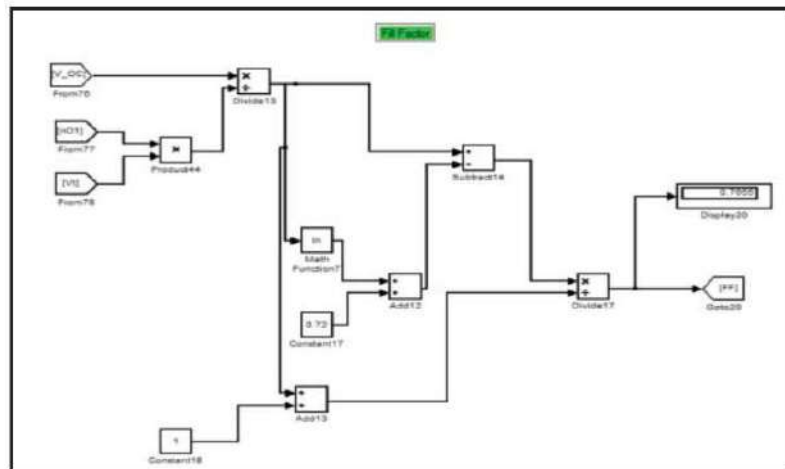 Fill Factor
[V_OC]
From76
Divide15
[nO1]
From77
Product44
[Vt]
From78
Subtract14
Display20
ln
Math
Function7
Add12
0.72
Constant17
Divide17
[FF]
Goto20
Add13
1
Constant18